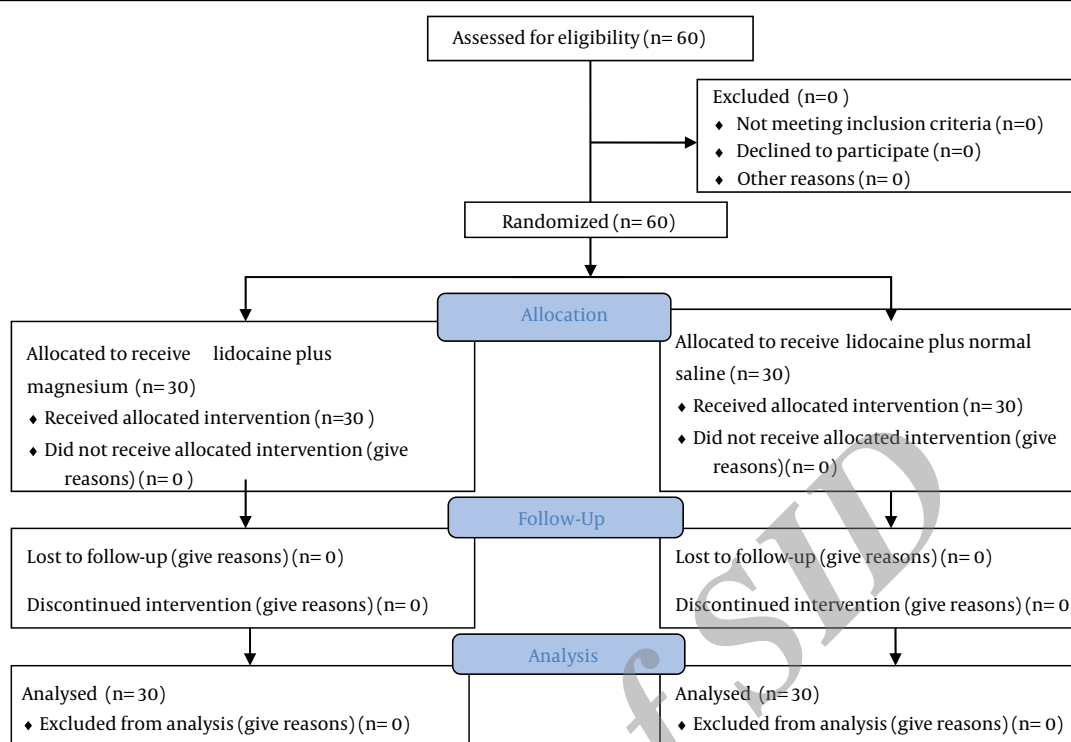 Assessed for eligibility (n= 60)
Excluded (n=0 )
♦ Not meeting inclusion criteria (n=0)
♦ Declined to participate (n=0)
♦ Other reasons (n= 0)
Randomized (n= 60)
Allocation
Allocated to receive lidocaine plus
magnesium (n= 30)
♦ Received allocated intervention (n=30 )
♦ Did not receive allocated intervention (give
reasons) (n= 0 )
Allocated to receive lidocaine plus normal
saline (n= 30)
♦ Received allocated intervention (n= 30)
♦ Did not receive allocated intervention (give
reasons)(n= 0)
Follow-Up
Lost to follow-up (give reasons) (n= 0)
Discontinued intervention (give reasons) (n= 0)
Lost to follow-up (give reasons) (n= 0)
Discontinued intervention (give reasons) (n= 0
Analysis
Analysed (n= 30)
♦ Excluded from analysis (give reasons) (n= 0)
Analysed (n= 30)
♦ Excluded from analysis (give reasons) (n= 0)
f SID